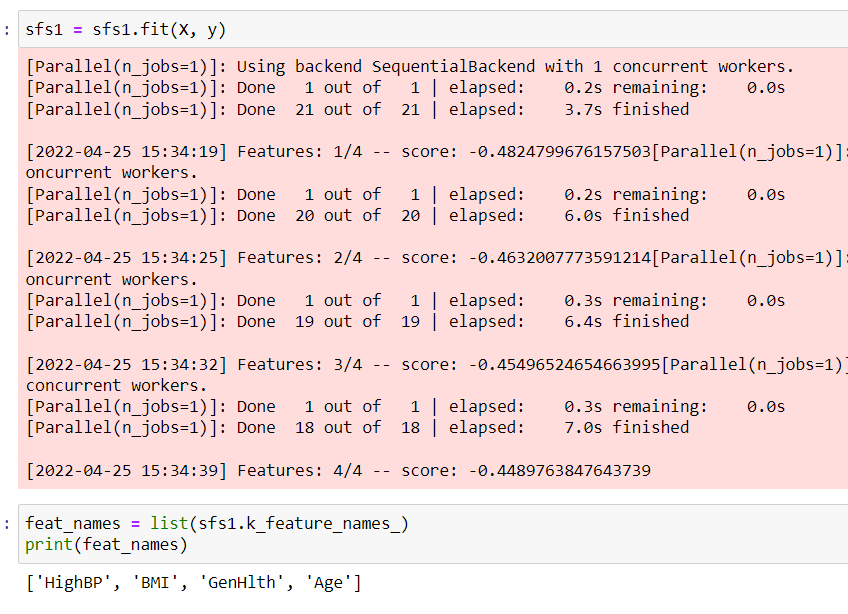 : sfs1 = sfs1.fit(X, y)
[Parallel(n_jobs=1)]: Using backend SequentialBackend with 1 concurrent workers.
[Parallel(n_jobs=1)]: Done   1 out of   1 | elapsed:    0.2s remaining:    0.0s
[Parallel(n_jobs=1)]: Done  21 out of  21 | elapsed:    3.7s finished
[2022-04-25 15:34:19] Features: 1/4 -- score: -0.4824799676157503[Parallel(n_jobs=1)]:
oncurrent workers.
[Parallel(n_jobs=1)]: Done   1 out of   1 | elapsed:    0.2s remaining:    0.0s
[Parallel(n_jobs=1)]: Done  20 out of  20 | elapsed:    6.0s finished
[2022-04-25 15:34:25] Features: 2/4 -- score: -0.4632007773591214[Parallel(n_jobs=1)]:
oncurrent workers.
[Parallel(n_jobs=1)]: Done   1 out of   1 | elapsed:    0.3s remaining:    0.0s
[Parallel(n_jobs=1)]: Done  19 out of  19 | elapsed:    6.4s finished
[2022-04-25 15:34:32] Features: 3/4 -- score: -0.45496524654663995[Parallel(n_jobs=1)]
concurrent workers.
[Parallel(n_jobs=1)]: Done   1 out of   1 | elapsed:    0.3s remaining:    0.0s
[Parallel(n_jobs=1)]: Done  18 out of  18 | elapsed:    7.0s finished
[2022-04-25 15:34:39] Features: 4/4 -- score: -0.4489763847643739
: feat_names = list(sfs1.k_feature_names_)
print(feat_names)
['HighBP', 'BMI', 'GenHlth', 'Age']